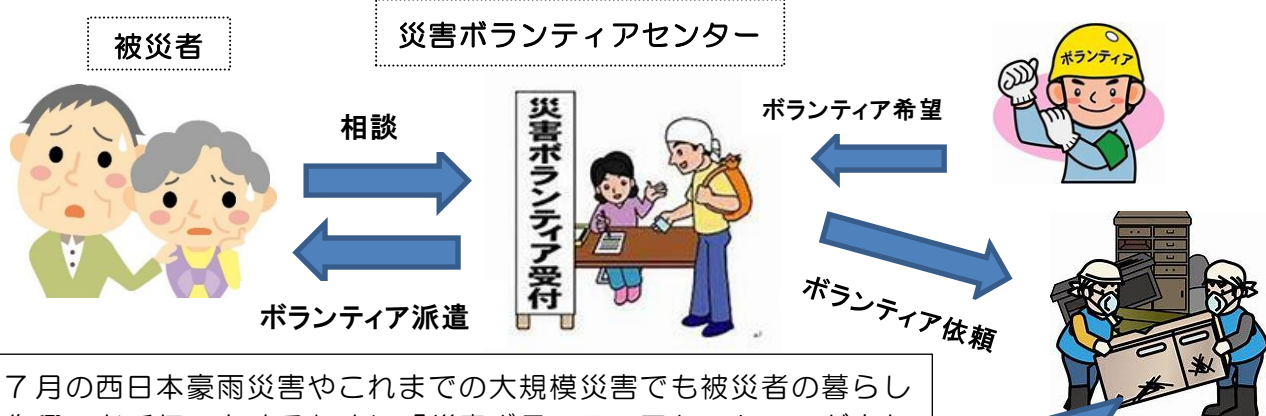 被災者
災害ボランティアセンター
ボランティア
相談
ボランティア希望
災害ボランティア受付
ボランティア派遣
ボランティア依頼
7月の西日本豪雨災害やこれまでの大規模災害でも被災者の暮らし